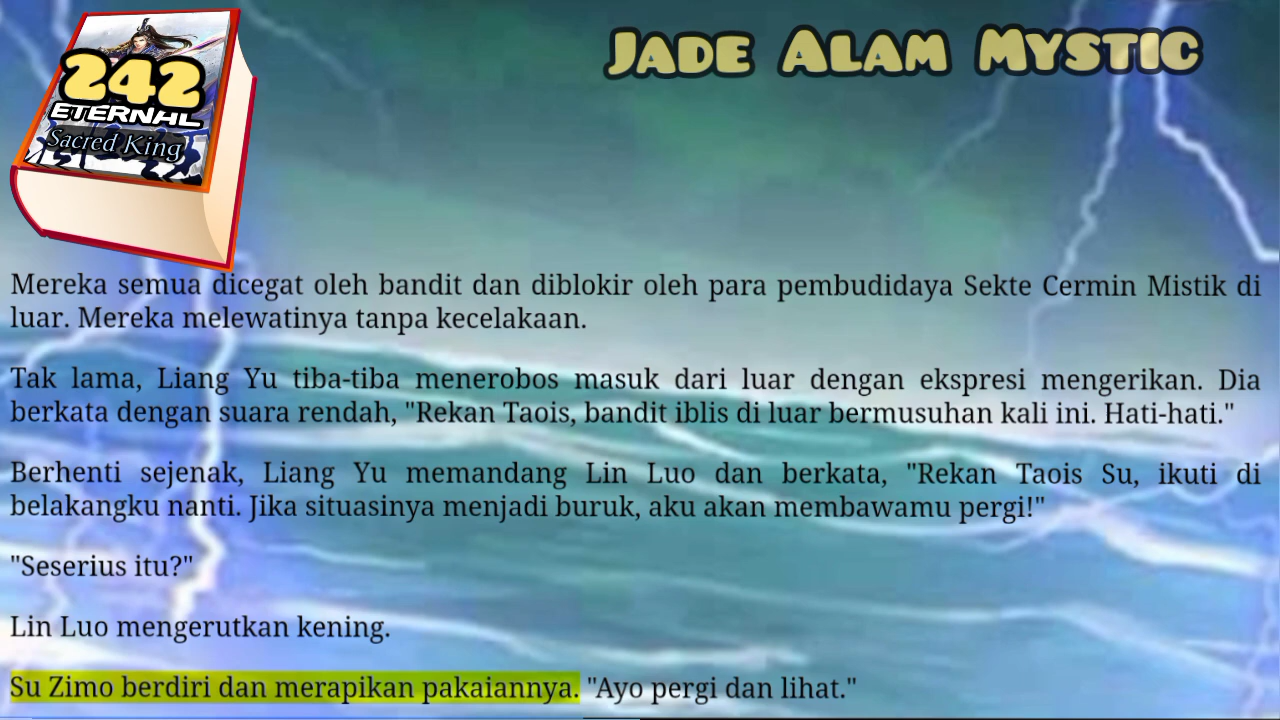 Jade Alam Mystic
242
ETERNAL
Sacred King
Mereka semua dicegat oleh bandit dan diblokir oleh para pembudidaya Sekte Cermin Mistik di
luar. Mereka melewatinya tanpa kecelakaan.
Tak lama, Liang Yu tiba-tiba menerobos masuk dari luar dengan ekspresi mengerikan. Dia
berkata dengan suara rendah, "Rekan Taois, bandit iblis di luar bermusuhan kali ini. Hati-hati."
Berhenti sejenak, Liang Yu memandang Lin Luo dan berkata, "Rekan Taois Su, ikuti di
belakangku nanti. Jika situasinya menjadi buruk, aku akan membawamu pergi!"
"Seserius itu?"
Lin Luo mengerutkan kening.
Su Zimo berdiri dan merapikan pakaiannya. "Ayo pergi dan lihat."